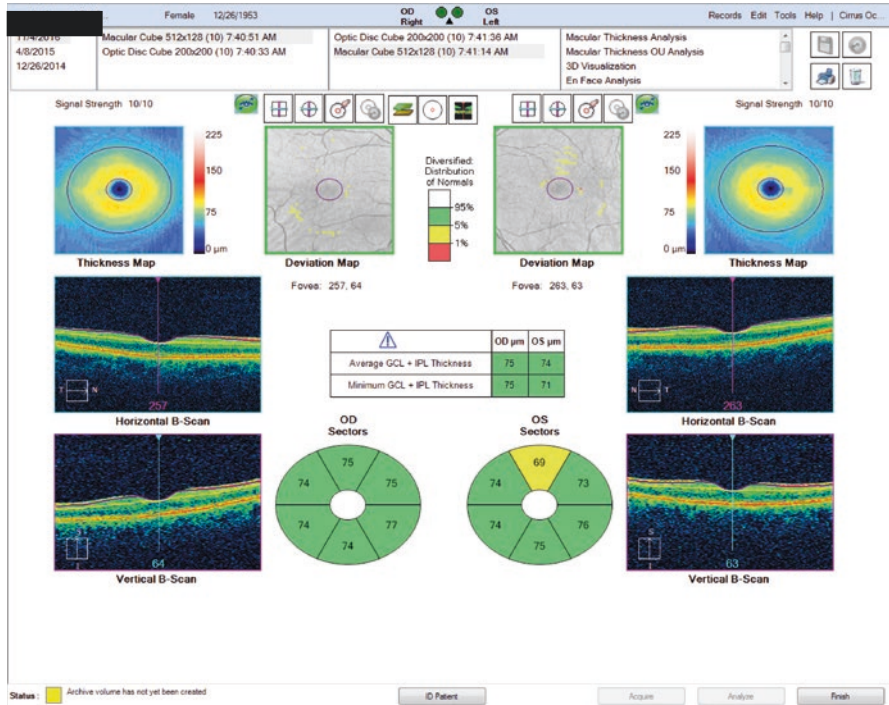 Female 12/26/1953
OD Right
OS Left
Records Edit Tools Help | Cirrus Oc...
11/4/2016
4/8/2015
12/26/2014
Macular Cube 512x128 (10) 7:40:51 AM
Optic Disc Cube 200x200 (10) 7:40:33 AM
Optic Disc Cube 200x200 (10) 7:41:36 AM
Macular Cube 512x128 (10) 7:41:14 AM
Macular Thickness Analysis
Macular Thickness OU Analysis
3D Visualization
En Face Analysis
Signal Strength 10/10
Signal Strength 10/10
225
150
75
0 µm
Thickness Map
Deviation Map
Fovea: 257, 64
Diversified:
Distribution
of Normals
95%
5%
1%
Deviation Map
Fovea: 263, 63
225
150
75
0 µm
Thickness Map
T N
257
Horizontal B-Scan
OD µm OS µm
Average GCL + IPL Thickness 75 74
Minimum GCL + IPL Thickness 75 71
263
Horizontal B-Scan
OD
Sectors
75
74 75
74 77
74
OS
Sectors
69
74 73
74 76
75
S
I
64
Vertical B-Scan
S
I
63
Vertical B-Scan
Status :
Archive volume has not yet been created
ID Patient
Acquire
Analyze
Finish